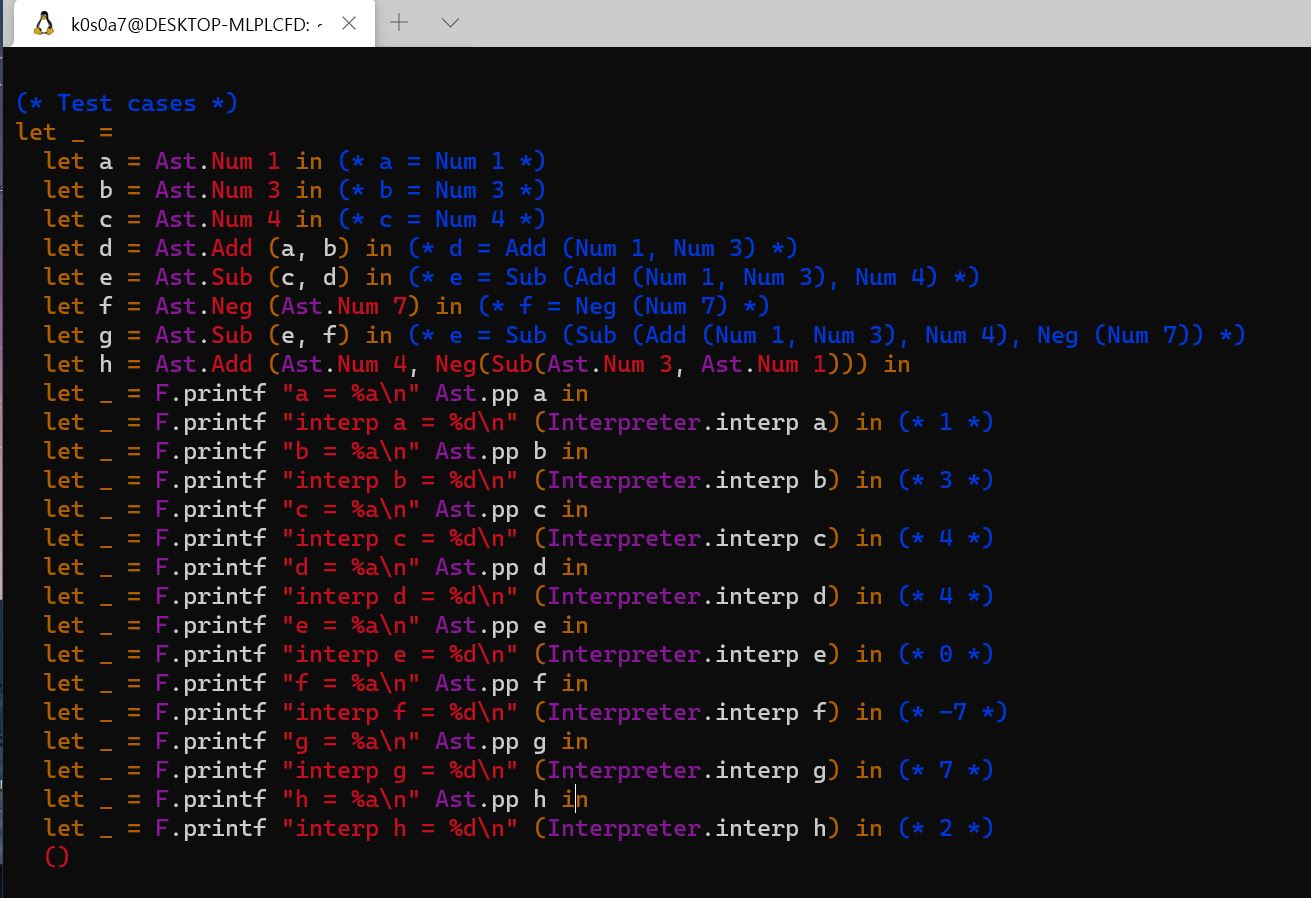 k0s0a7@DESKTOP-MLPLCFD: ~
(* Test cases *)
let _ =
  let a = Ast.Num 1 in (* a = Num 1 *)
  let b = Ast.Num 3 in (* b = Num 3 *)
  let c = Ast.Num 4 in (* c = Num 4 *)
  let d = Ast.Add (a, b) in (* d = Add (Num 1, Num 3) *)
  let e = Ast.Sub (c, d) in (* e = Sub (Add (Num 1, Num 3), Num 4) *)
  let f = Ast.Neg (Ast.Num 7) in (* f = Neg (Num 7) *)
  let g = Ast.Sub (e, f) in (* e = Sub (Sub (Add (Num 1, Num 3), Num 4), Neg (Num 7)) *)
  let h = Ast.Add (Ast.Num 4, Neg(Sub(Ast.Num 3, Ast.Num 1))) in
  let _ = F.printf "a = %a\n" Ast.pp a in
  let _ = F.printf "interp a = %d\n" (Interpreter.interp a) in (* 1 *)
  let _ = F.printf "b = %a\n" Ast.pp b in
  let _ = F.printf "interp b = %d\n" (Interpreter.interp b) in (* 3 *)
  let _ = F.printf "c = %a\n" Ast.pp c in
  let _ = F.printf "interp c = %d\n" (Interpreter.interp c) in (* 4 *)
  let _ = F.printf "d = %a\n" Ast.pp d in
  let _ = F.printf "interp d = %d\n" (Interpreter.interp d) in (* 4 *)
  let _ = F.printf "e = %a\n" Ast.pp e in
  let _ = F.printf "interp e = %d\n" (Interpreter.interp e) in (* 0 *)
  let _ = F.printf "f = %a\n" Ast.pp f in
  let _ = F.printf "interp f = %d\n" (Interpreter.interp f) in (* -7 *)
  let _ = F.printf "g = %a\n" Ast.pp g in
  let _ = F.printf "interp g = %d\n" (Interpreter.interp g) in (* 7 *)
  let _ = F.printf "h = %a\n" Ast.pp h in
  let _ = F.printf "interp h = %d\n" (Interpreter.interp h) in (* 2 *)
  ()